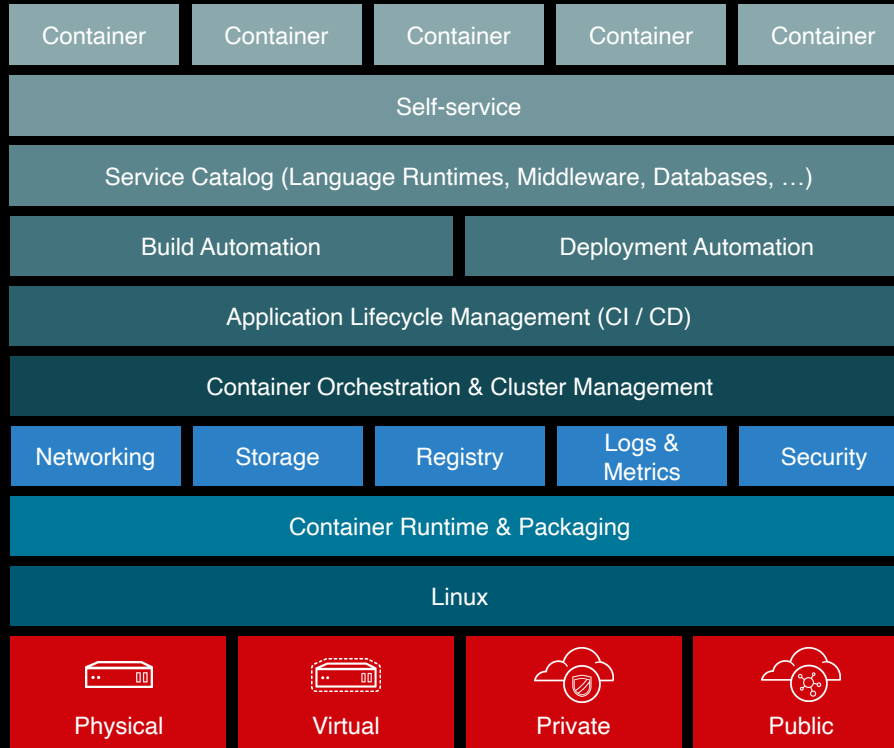 Container
Container
Container
Container
Container
Self-service
Service Catalog (Language Runtimes, Middleware, Databases, …)
Build Automation
Deployment Automation
Application Lifecycle Management (CI / CD)
Container Orchestration & Cluster Management
Networking
Storage
Registry
Logs &
Metrics
Security
Container Runtime & Packaging
Linux
Physical
Virtual
Private
Public